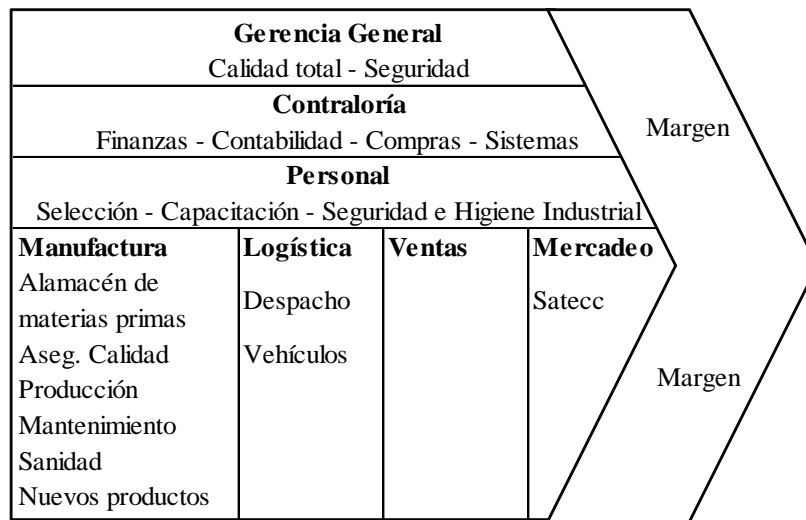 Gerencia General
Calidad total - Seguridad
Contraloría
Finanzas - Contabilidad - Compras - Sistemas
Margen
Personal
Selección - Capacitación - Seguridad e Higiene Industrial
Manufactura
Alamacén de
materias primas
Aseg. Calidad
Producción
Mantenimiento
Sanidad
Nuevos productos
Logística
Despacho
Vehículos
Ventas
Mercadeo
Satecc
Margen